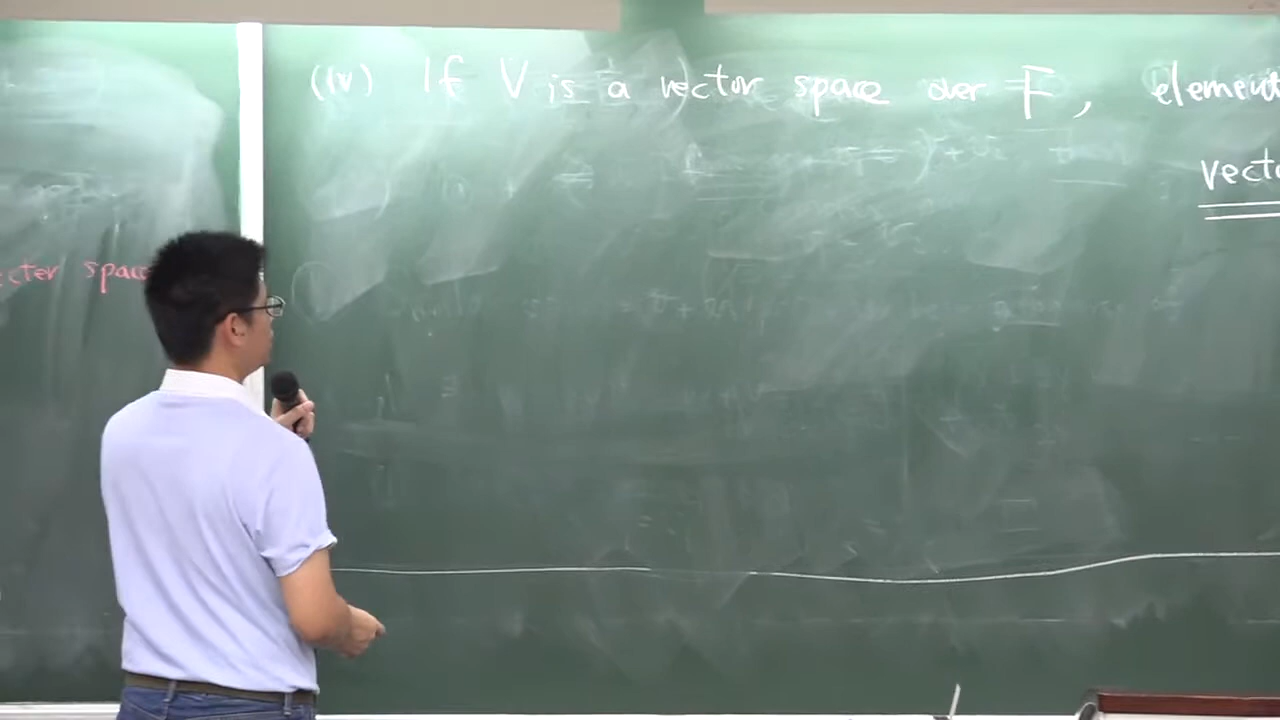 (iv) If V is a vector space over F, element
vecto
ector space